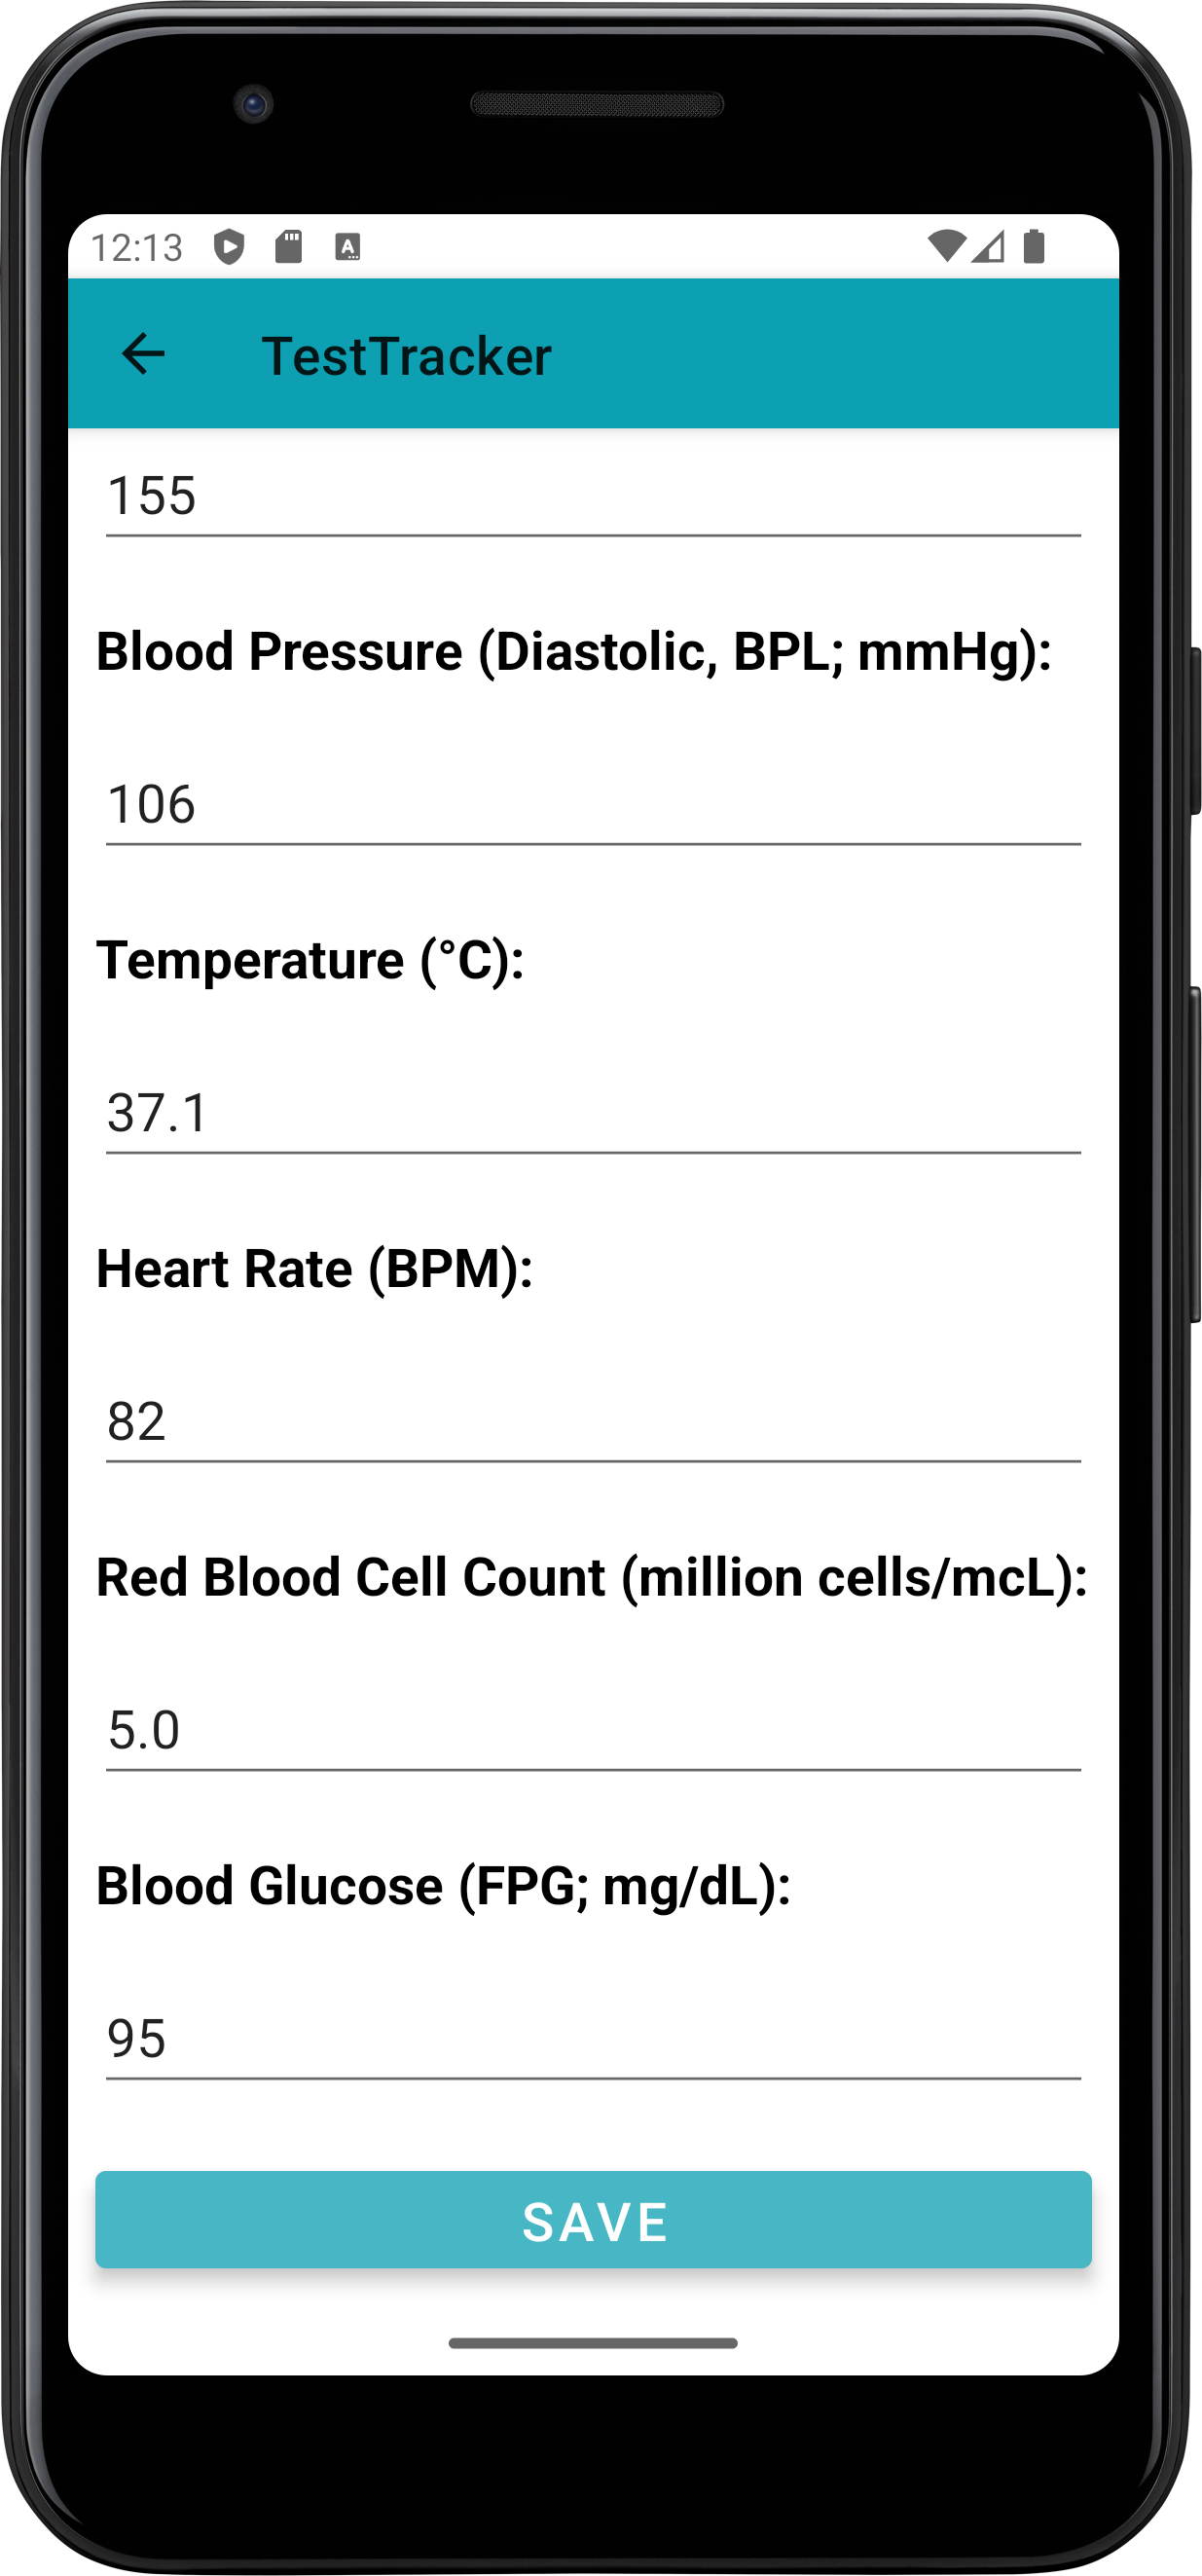 12:13
TestTracker
155
Blood Pressure (Diastolic, BPL; mmHg):
106
Temperature (°C):
37.1
Heart Rate (BPM):
82
Red Blood Cell Count (million cells/mcL):
5.0
Blood Glucose (FPG; mg/dL):
95
SAVE